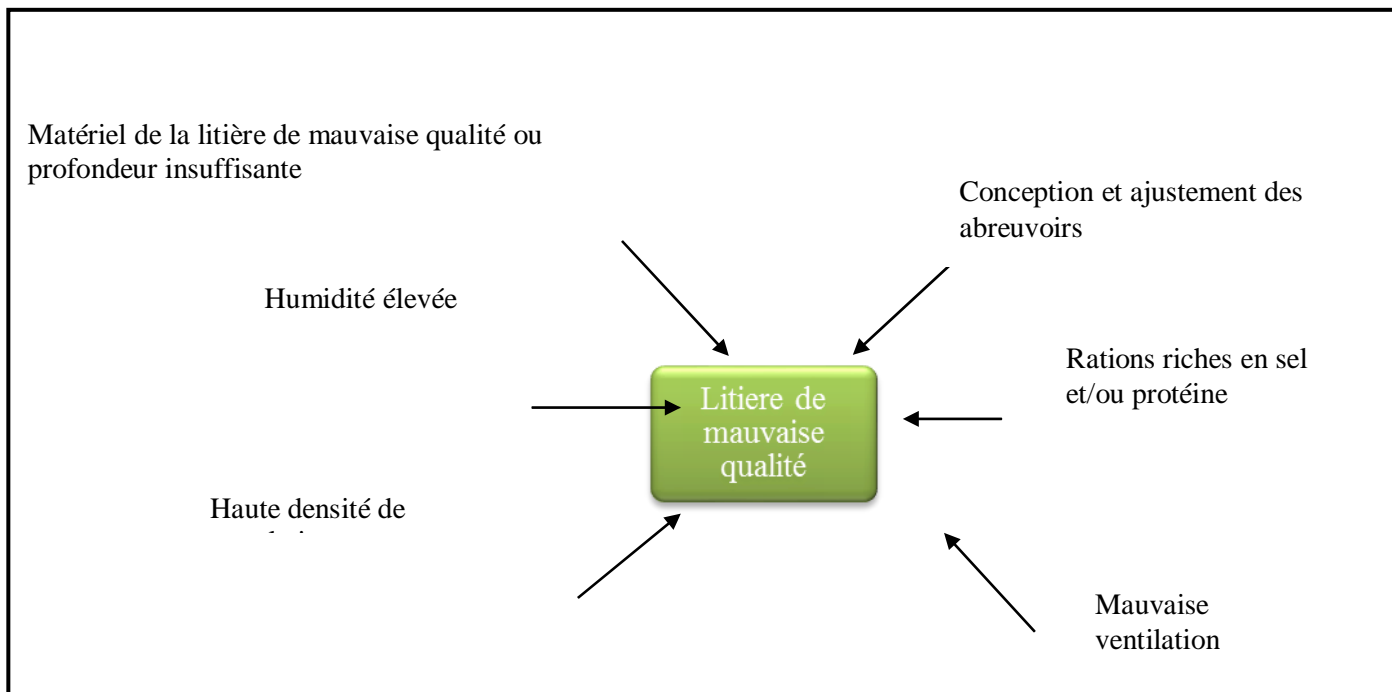 Matériel de la litière de mauvaise qualité ou
profondeur insuffisante
Conception et ajustement des
abreuvoirs
Humidité élevée
Rations riches en sel
et/ou protéine
Litiere de
mauvaise
qualité
Haute densité de
Mauvaise
ventilation